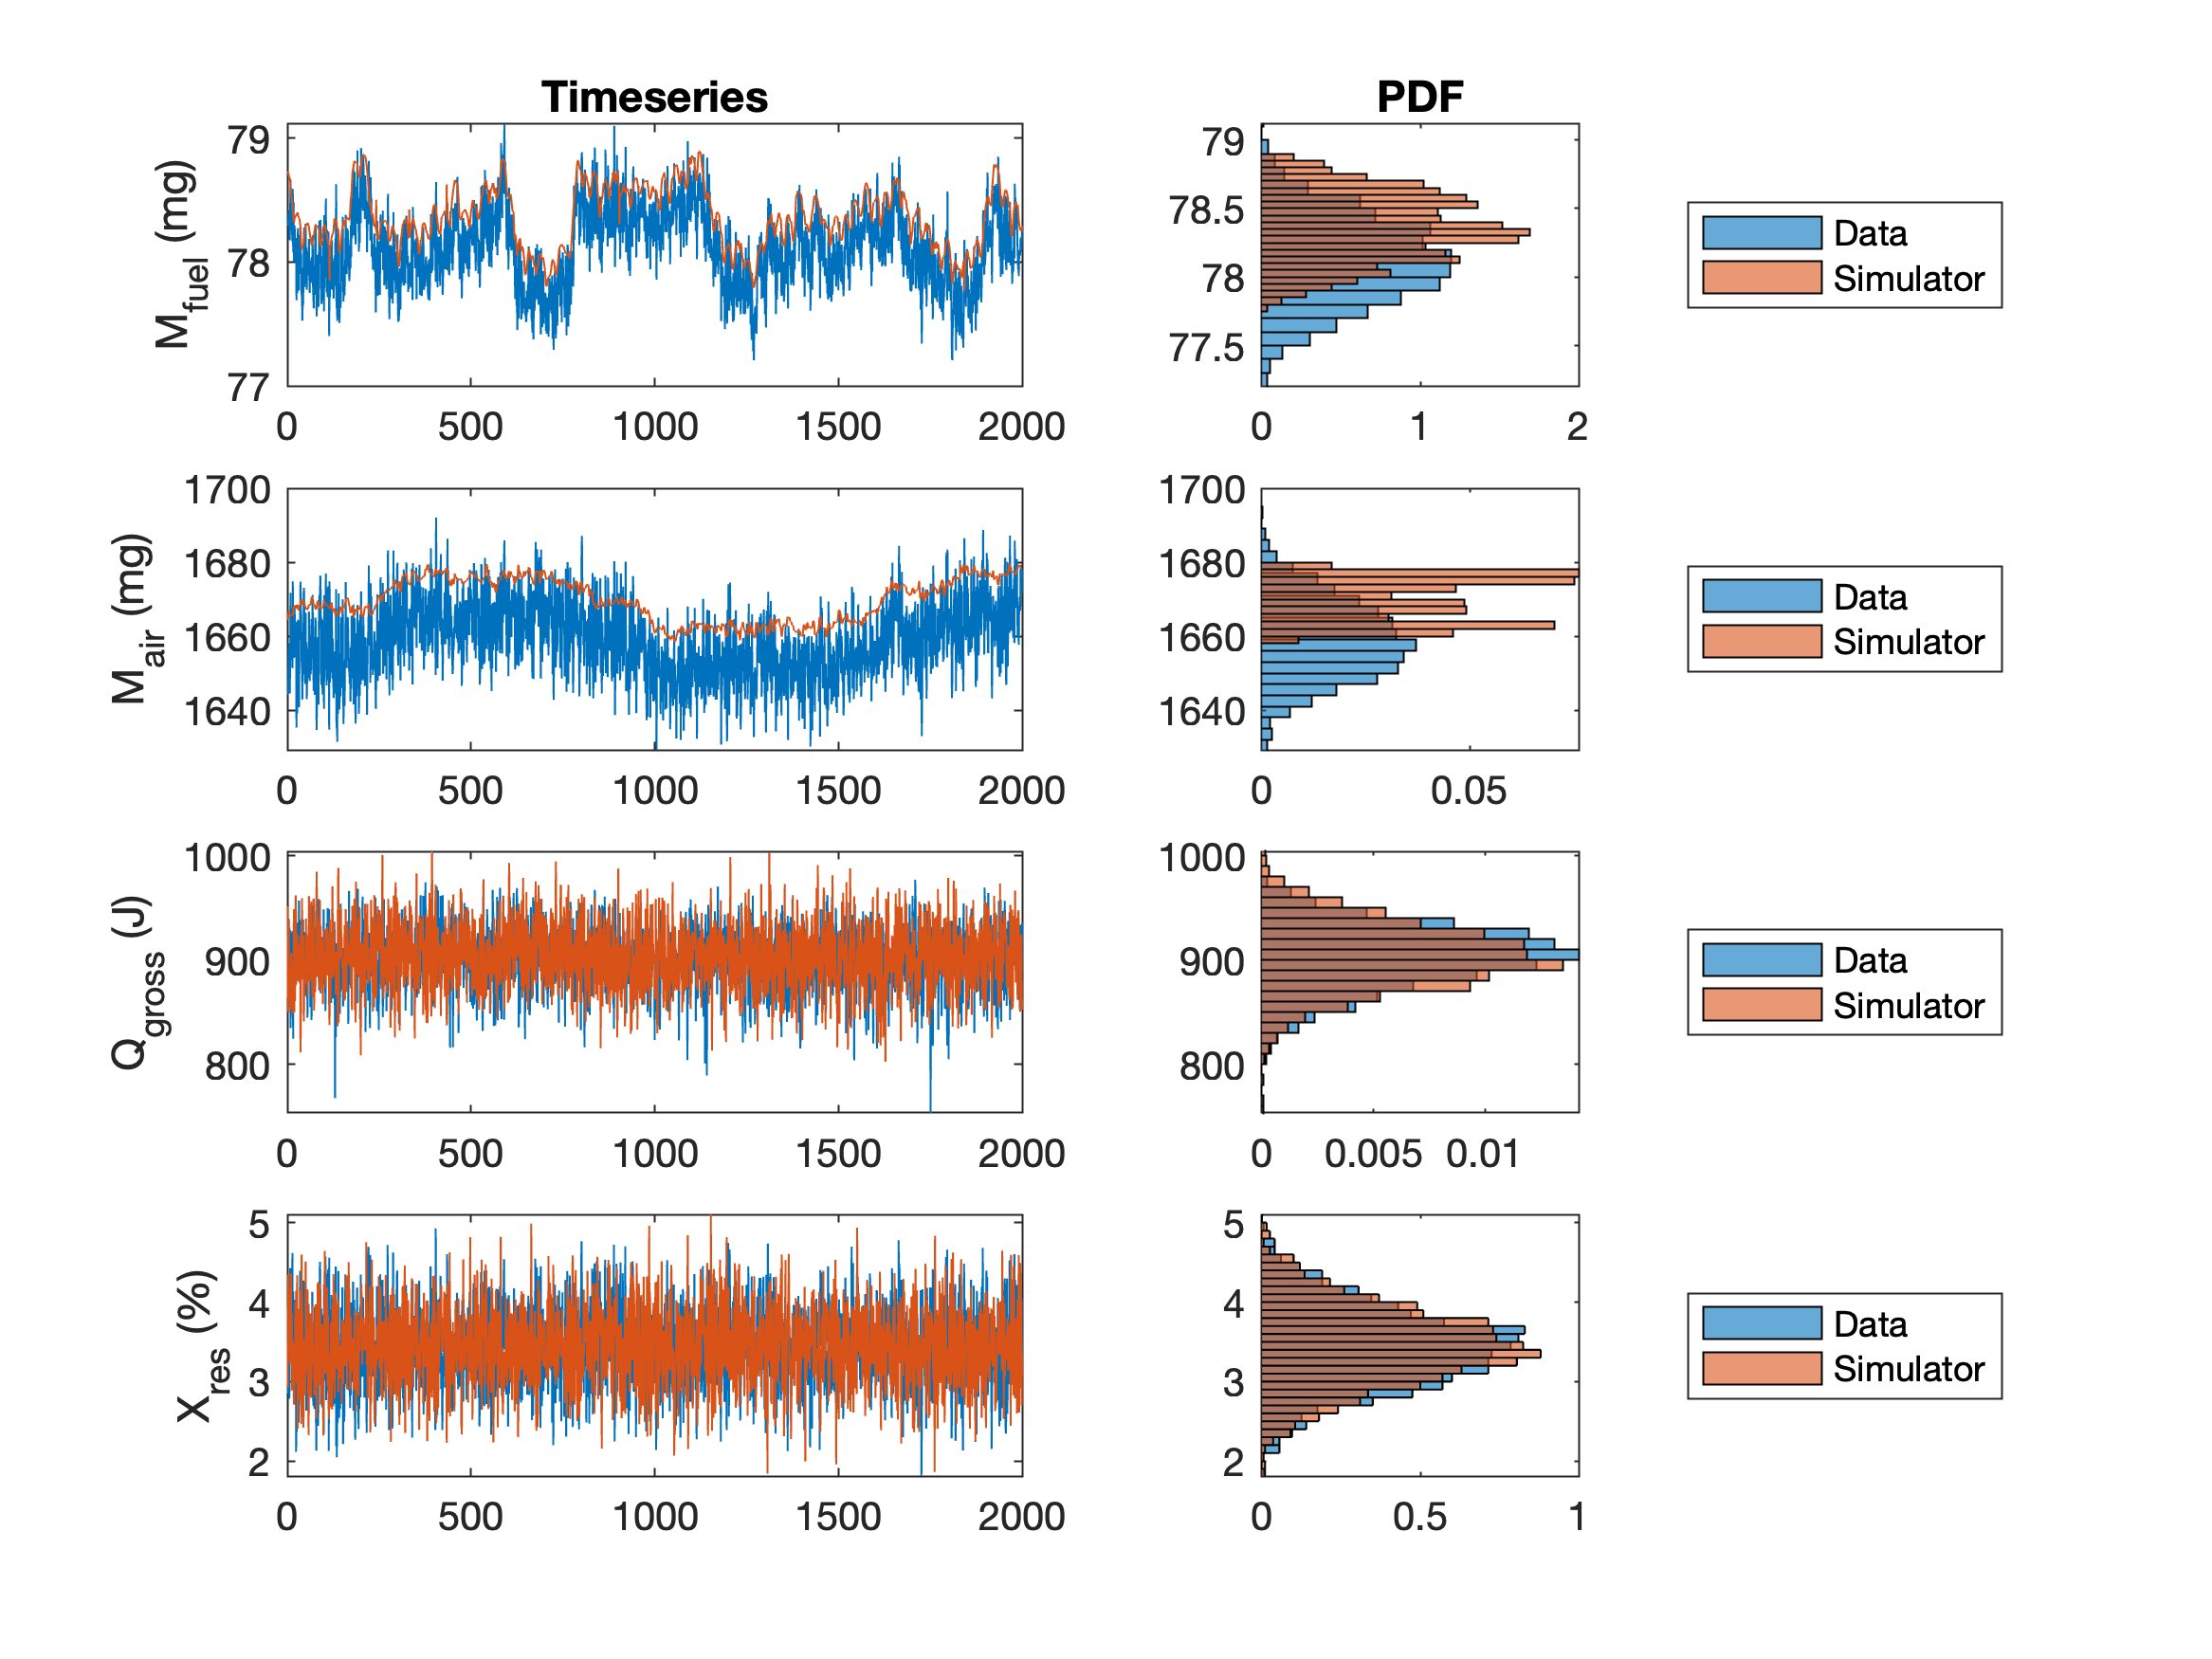 Timeseries
PDF
M_fuel (mg)
79
78
77
0 500 1000 1500 2000
79
78.5
78
77.5
0 1 2
Data
Simulator
M_air (mg)
1700
1680
1660
1640
0 500 1000 1500 2000
1700
1680
1660
1640
0 0.05
Data
Simulator
Q_gross (J)
1000
900
800
0 500 1000 1500 2000
1000
900
800
0 0.005 0.01
Data
Simulator
X_res (%)
5
4
3
2
0 500 1000 1500 2000
5
4
3
2
0 0.5 1
Data
Simulator